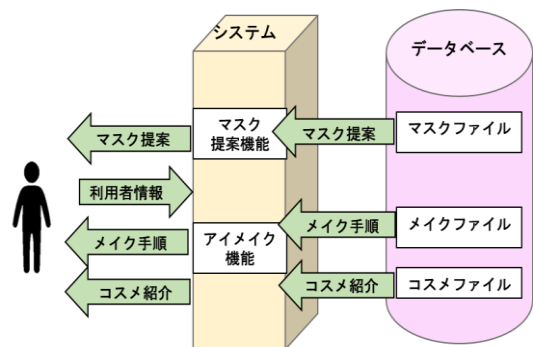 システム
データベース
マスク提案
マスク
提案機能
マスク提案
マスクファイル
利用者情報
メイク手順
アイメイク
機能
メイク手順
メイクファイル
コスメ紹介
コスメ紹介
コスメファイル